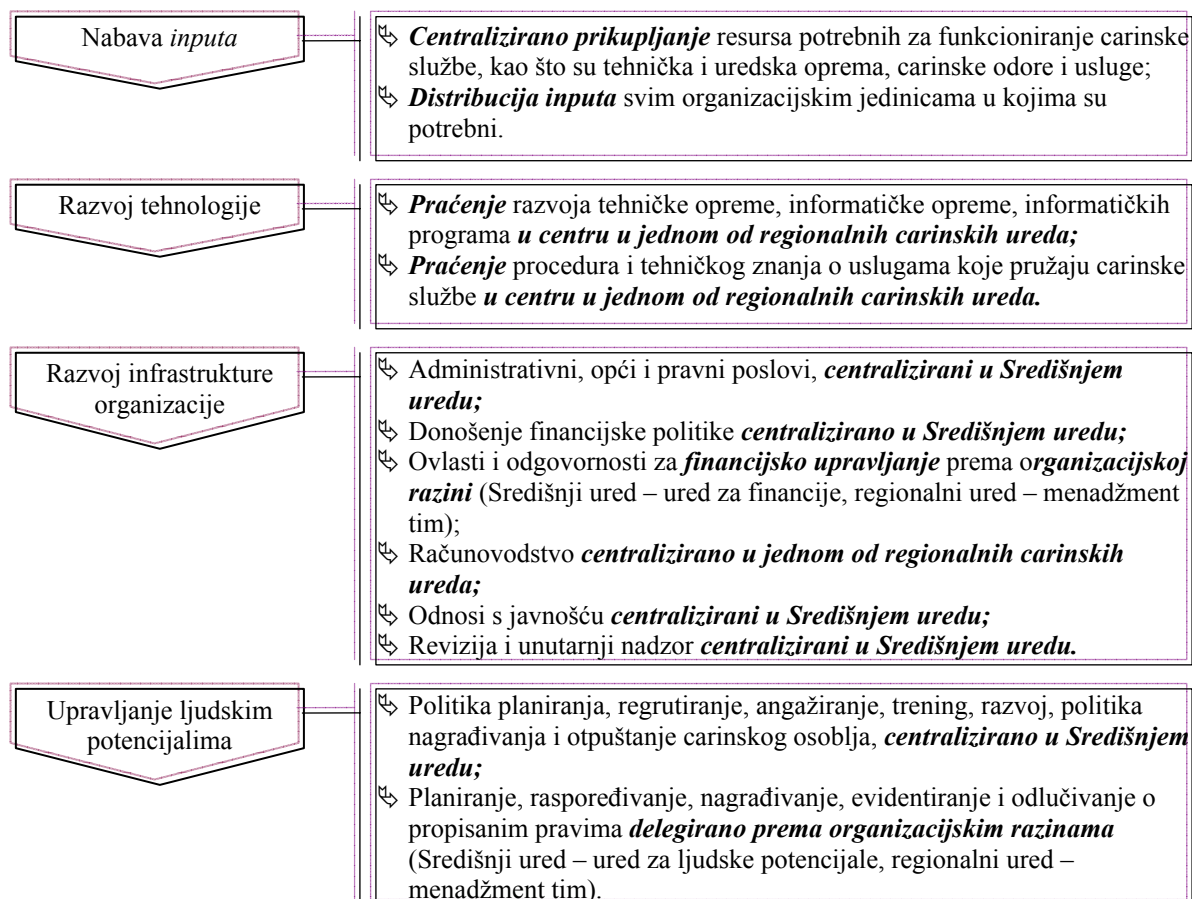 Nabava inputa
Centralizirano prikupljanje resursa potrebnih za funkcioniranje carinske
službe, kao što su tehnička i uredska oprema, carinske odore i usluge;
Distribucija inputa svim organizacijskim jedinicama u kojima su
potrebni.
Razvoj tehnologije
Praćenje razvoja tehničke opreme, informatičke opreme, informatičkih
programa u centru u jednom od regionalnih carinskih ureda;
Praćenje procedura i tehničkog znanja o uslugama koje pružaju carinske
službe u centru u jednom od regionalnih carinskih ureda.
Razvoj infrastrukture
organizacije
Administrativni, opći i pravni poslovi, centralizirani u Središnjem
uredu;
Donošenje financijske politike centralizirano u Središnjem uredu;
Ovlasti i odgovornosti za financijsko upravljanje prema organizacijskoj
razini (Središnji ured – ured za financije, regionalni ured – menadžment
tim);
Računovodstvo centralizirano u jednom od regionalnih carinskih
ureda;
Odnosi s javnošću centralizirani u Središnjem uredu;
Revizija i unutarnji nadzor centralizirani u Središnjem uredu.
Upravljanje ljudskim
potencijalima
Politika planiranja, regrutiranje, angažiranje, trening, razvoj, politika
nagrađivanja i otpuštanje carinskog osoblja, centralizirano u Središnjem
uredu;
Planiranje, raspoređivanje, nagrađivanje, evidentiranje i odlučivanje o
propisanim pravima delegirano prema organizacijskim razinama
(Središnji ured – ured za ljudske potencijale, regionalni ured –
menadžment tim).